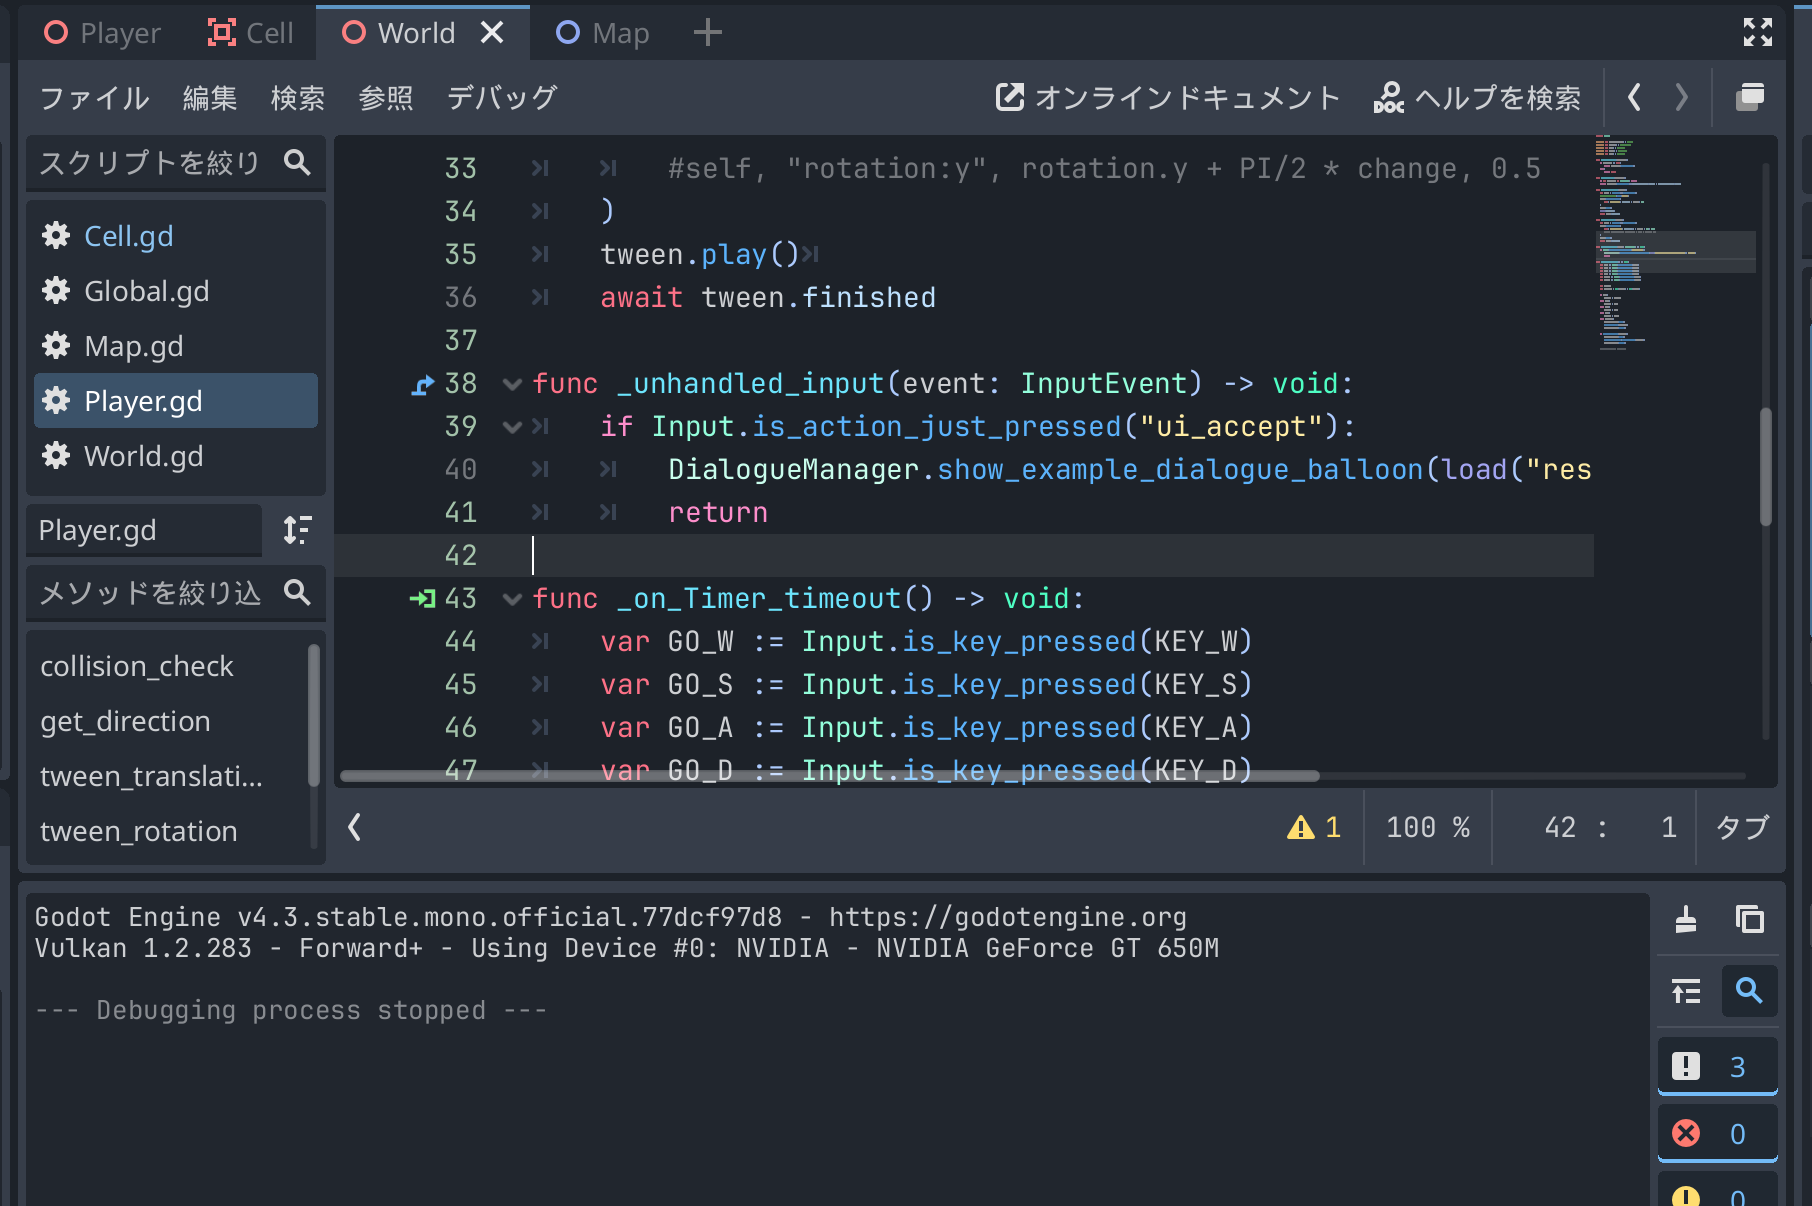 Player Cell World Map
ファイル 編集 検索 参照 デバッグ オンラインドキュメント ヘルプを検索
スクリプトを絞り
Cell.gd
Global.gd
Map.gd
Player.gd
World.gd
Player.gd
メソッドを絞り込
collision_check
get_direction
tween_translati...
tween_rotation
33 #self, "rotation:y", rotation.y + PI/2 * change, 0.5
34 )
35 tween.play()
36 await tween.finished
37
38 func _unhandled_input(event: InputEvent) -> void:
39 if Input.is_action_just_pressed("ui_accept"):
40 DialogueManager.show_example_dialogue_balloon(load("res
41 return
42
43 func _on_Timer_timeout() -> void:
44 var GO_W := Input.is_key_pressed(KEY_W)
45 var GO_S := Input.is_key_pressed(KEY_S)
46 var GO_A := Input.is_key_pressed(KEY_A)
47 var GO_D := Input.is_key_pressed(KEY_D)
1 100 % 42 : 1 タブ
Godot Engine v4.3.stable.mono.official.77dcf97d8 - https://godotengine.org
Vulkan 1.2.283 - Forward+ - Using Device #0: NVIDIA - NVIDIA GeForce GT 650M
--- Debugging process stopped ---
3
0
0